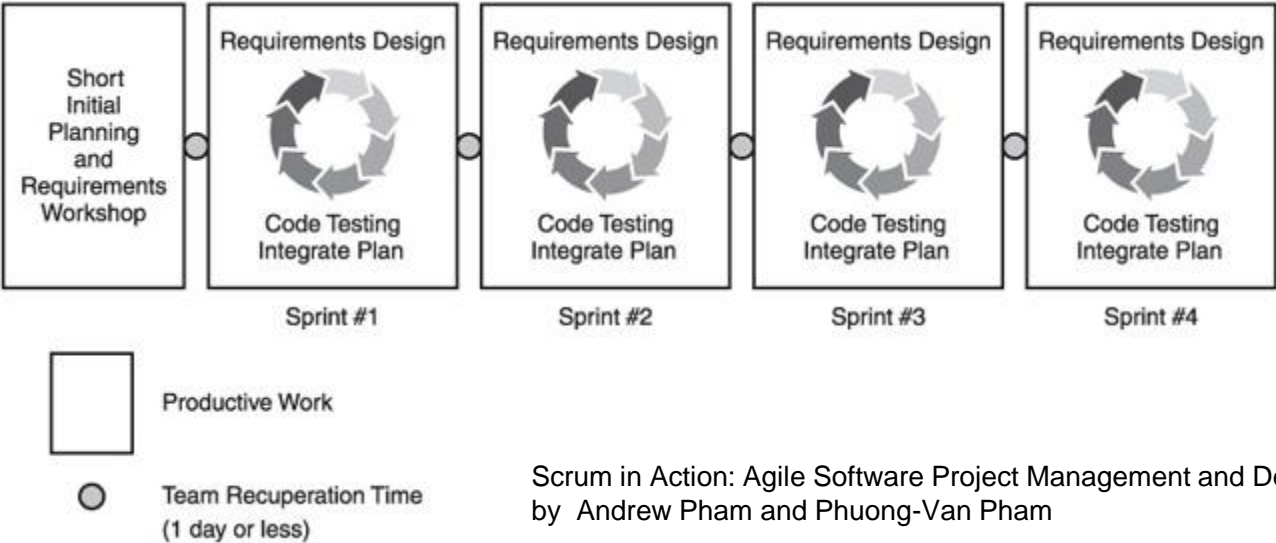 Short
Initial
Planning
and
Requirements
Workshop
Requirements Design
Code Testing
Integrate Plan
Sprint #1
Requirements Design
Code Testing
Integrate Plan
Sprint #2
Requirements Design
Code Testing
Integrate Plan
Sprint #3
Requirements Design
Code Testing
Integrate Plan
Sprint #4
Productive Work
Team Recuperation Time
(1 day or less)
Scrum in Action: Agile Software Project Management and
by Andrew Pham and Phuong-Van Pham